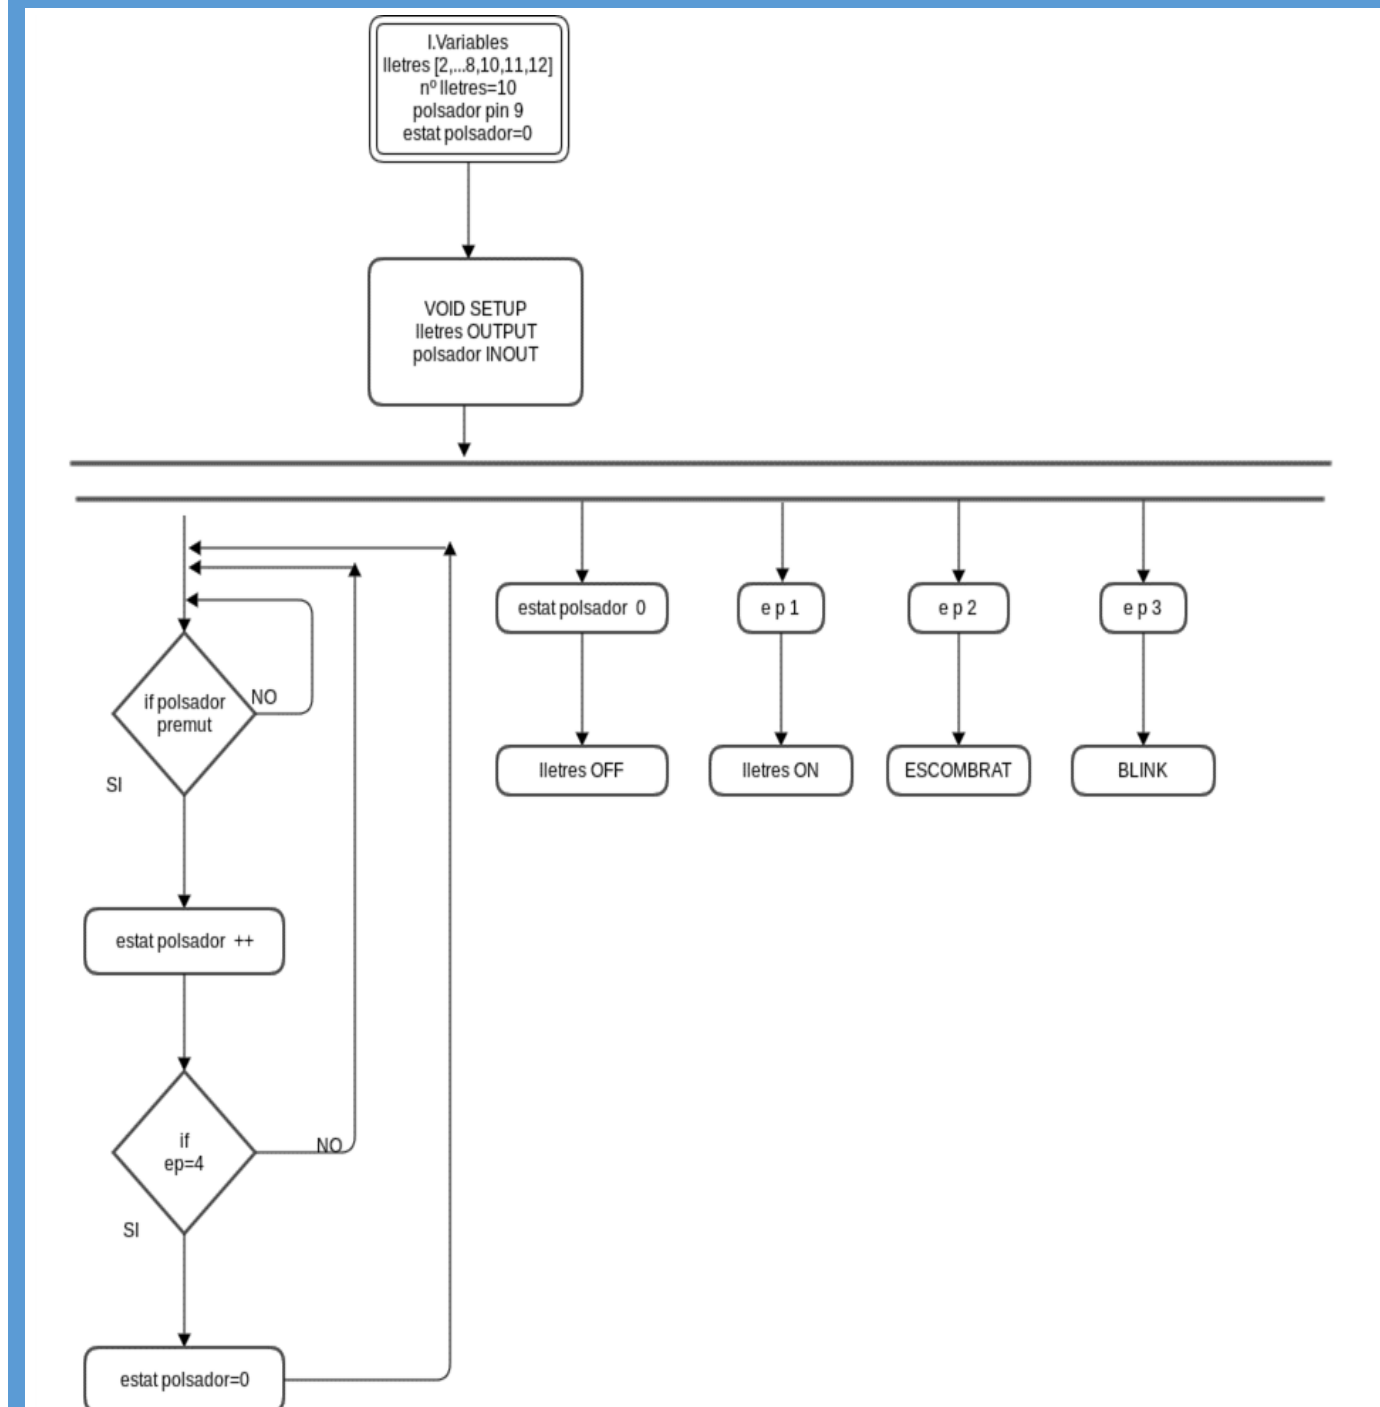 I.Variables
lletres [2,...8,10,11,12]
nº lletres=10
polsador pin 9
estat polsador=0
VOID SETUP
lletres OUTPUT
polsador INOUT
estat polsador 0
e p 1
e p 2
e p 3
if polsador
premut
NO
SI
lletres OFF
lletres ON
ESCOMBRAT
BLINK
estat polsador ++
if
ep=4
NO
SI
estat polsador=0